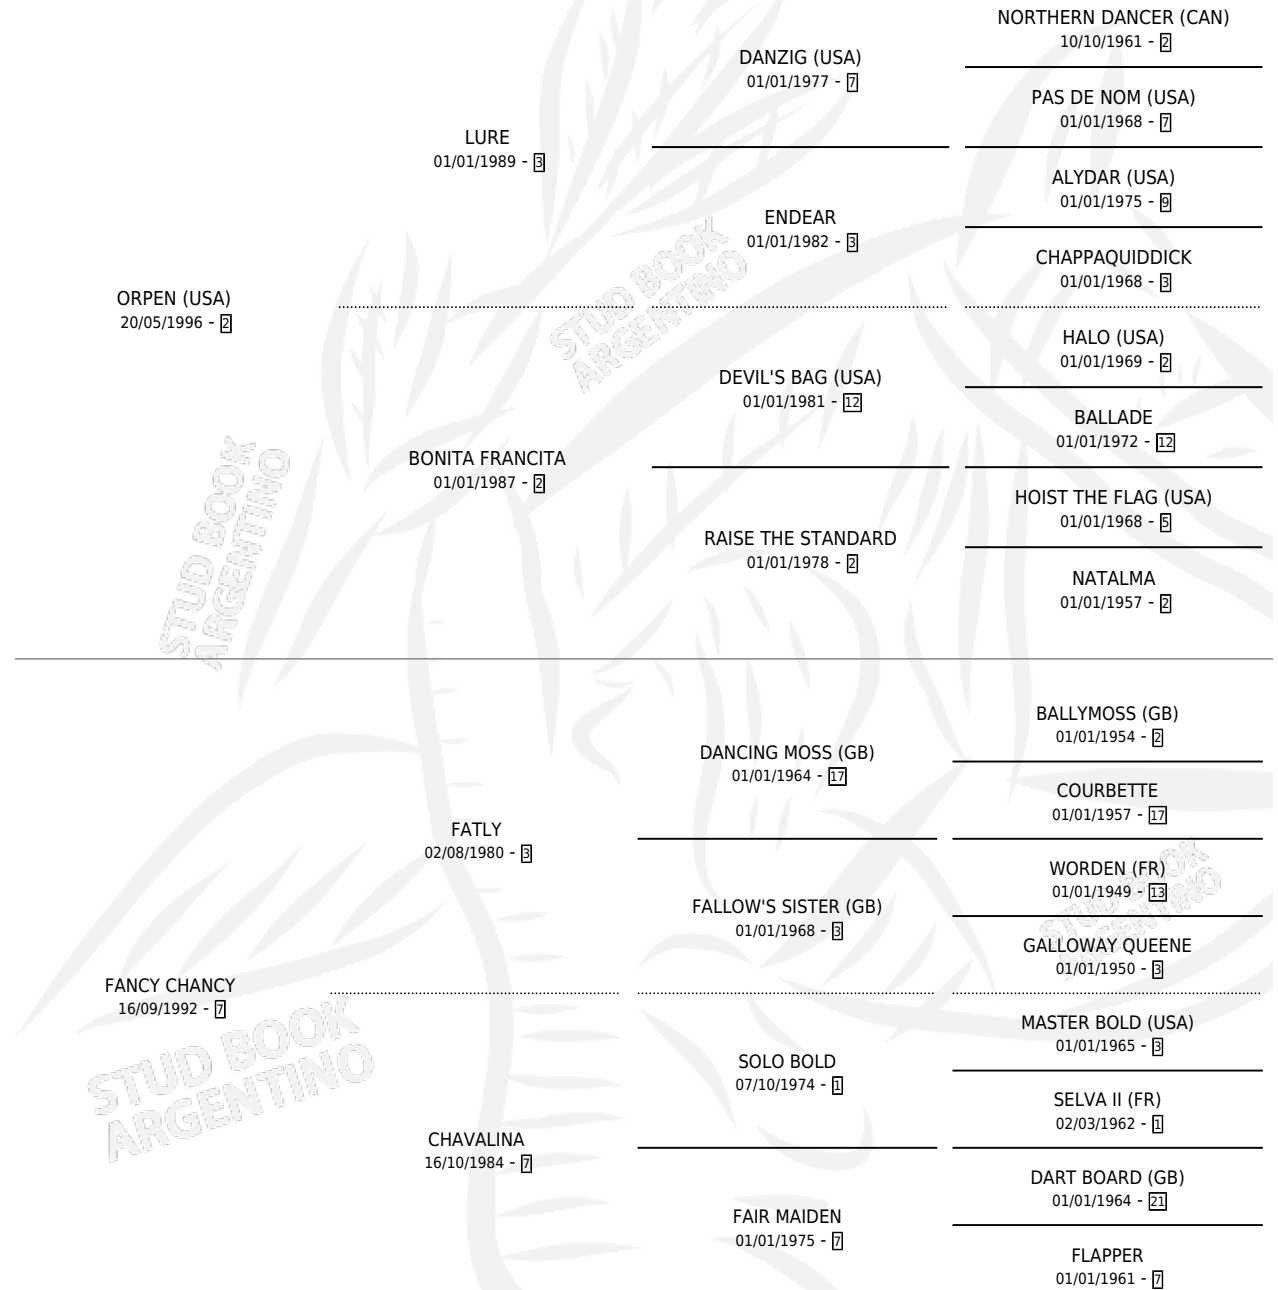 NORTHERN DANCER (CAN)
10/10/1961 - 2
DANZIG (USA)
01/01/1977 - 7
PAS DE NOM (USA)
01/01/1968 - 7
LURE
01/01/1989 - 3
ALYDAR (USA)
01/01/1975 - 9
ENDEAR
01/01/1982 - 3
CHAPPAQUIDDICK
01/01/1968 - 3
ORPEN (USA)
20/05/1996 - 2
HALO (USA)
01/01/1969 - 2
DEVIL'S BAG (USA)
01/01/1981 - 12
BALLADE
01/01/1972 - 12
BONITA FRANCITA
01/01/1987 - 2
HOIST THE FLAG (USA)
01/01/1968 - 5
RAISE THE STANDARD
01/01/1978 - 2
NATALMA
01/01/1957 - 2
BALLYMOSS (GB)
01/01/1954 - 2
DANCING MOSS (GB)
01/01/1964 - 17
COURBETTE
01/01/1957 - 17
FATLY
02/08/1980 - 3
WORDEN (FR)
01/01/1949 - 13
FALLOW'S SISTER (GB)
01/01/1968 - 3
GALLOWAY QUEENE
01/01/1950 - 3
FANCY CHANCY
16/09/1992 - 7
MASTER BOLD (USA)
01/01/1965 - 3
SOLO BOLD
07/10/1974 - 1
SELVA II (FR)
02/03/1962 - 1
CHAVALINA
16/10/1984 - 7
DART BOARD (GB)
01/01/1964 - 21
FAIR MAIDEN
01/01/1975 - 7
FLAPPER
01/01/1961 - 7
STUD BOOK
ARGENTINO
STUD BOOK
ARGENTINO
STUD BOOK
ARGENTINO
STUD BOOK
ARGENTINO